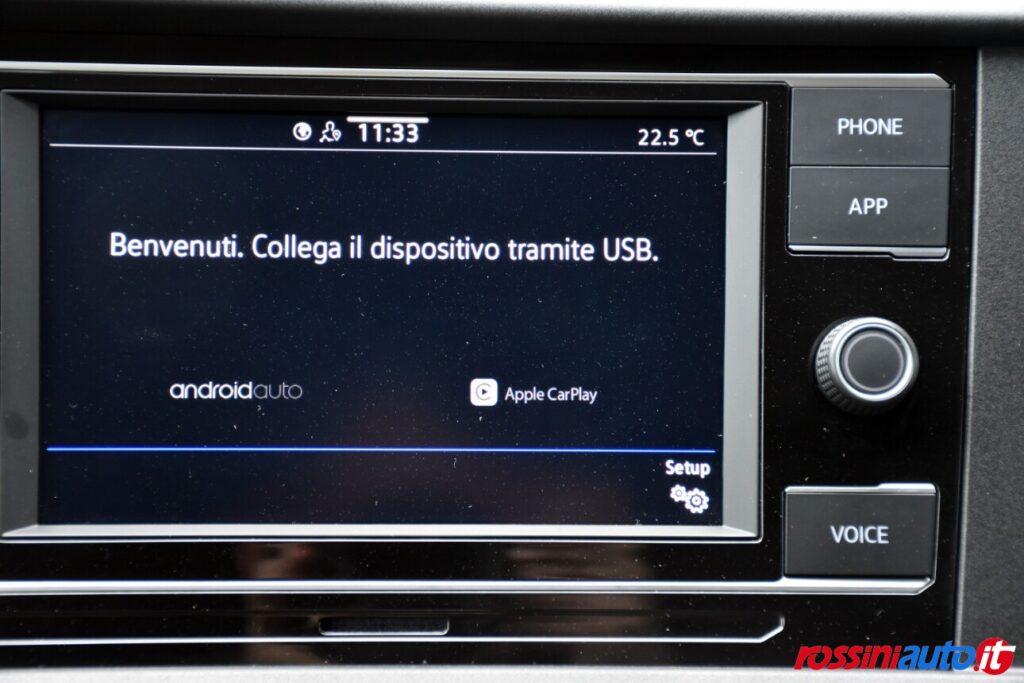 11:33
22.5 °C
PHONE
APP
Benvenuti. Collega il dispositivo tramite USB.
androidauto
Apple CarPlay
Setup
VOICE
rossiniauto.it